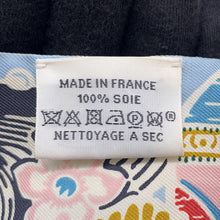 MADE IN FRANCE
100% SOIE
NETTOYAGE A SEC